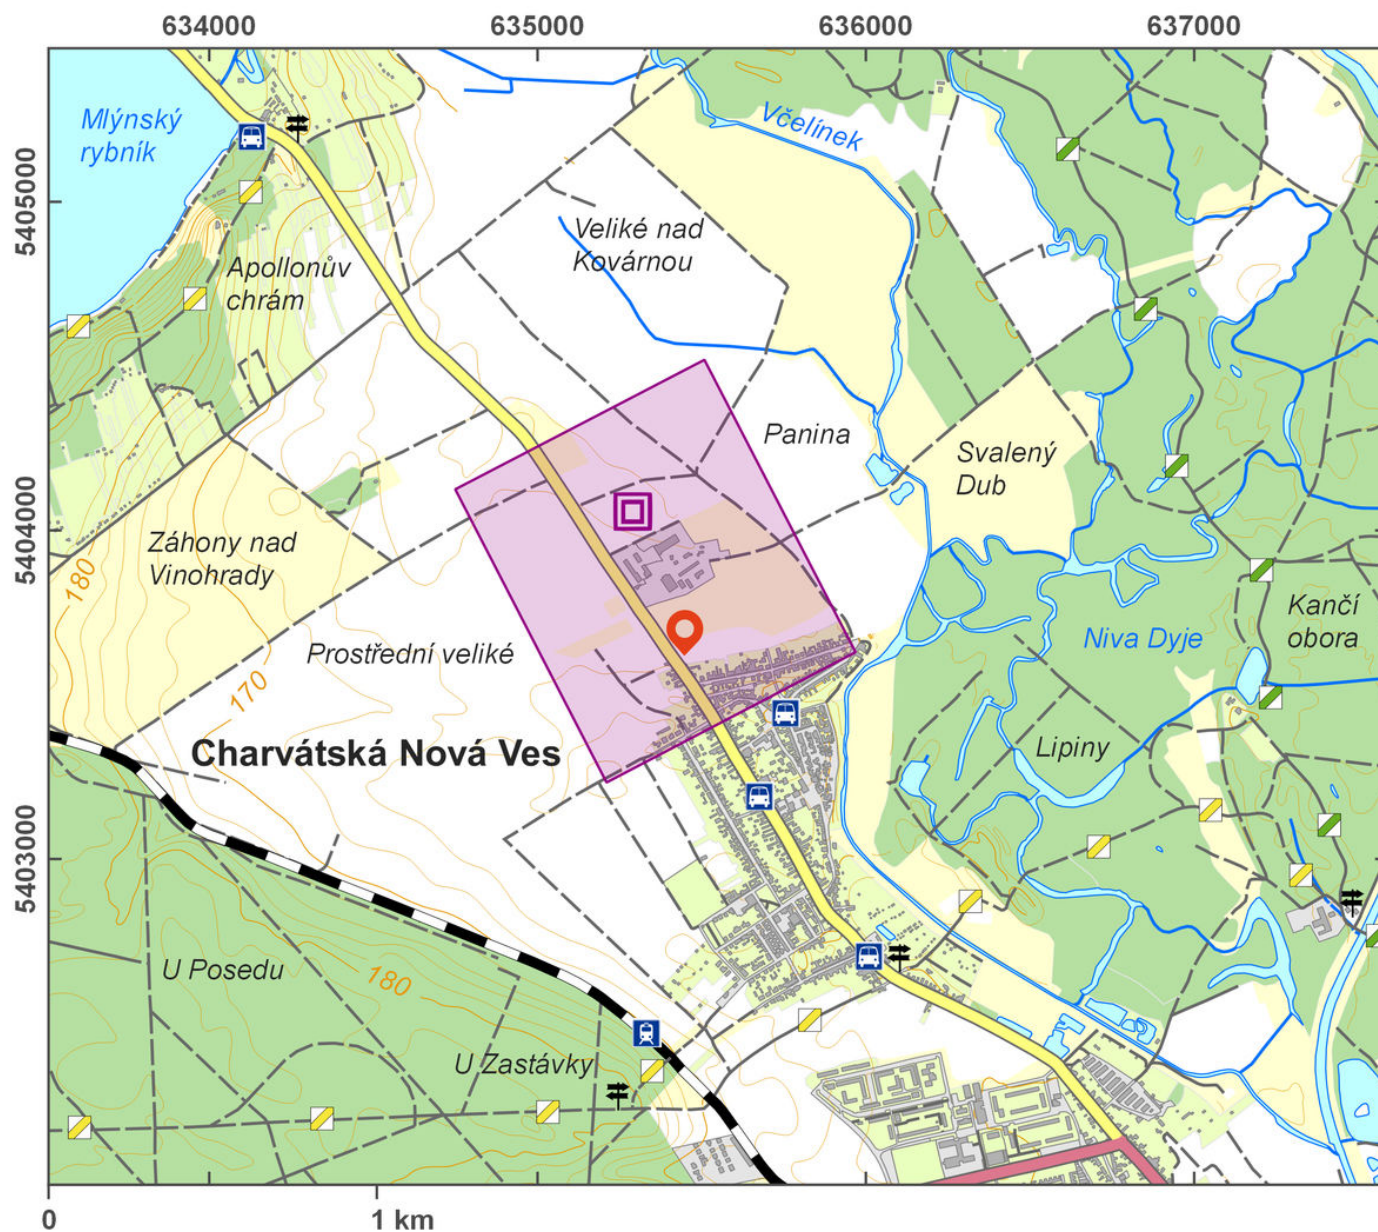 634000
635000
636000
637000
Mlýnský
rybník
Včelínek
5405000
Veliké nad
Kovárnou
Apollonův
chrám
Panina
Svalený
Dub
5404000
Záhony nad
Vinohrady
180
Kančí
obora
Niva Dyje
Prostřední veliké
170
Lipiny
Charvátská Nová Ves
5403000
U Posedu
180
U Zastávky
0
1 km